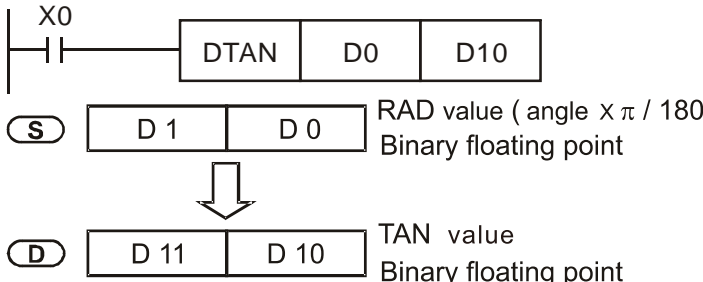 X0
DTAN D0 D10
S D 1 D 0 RAD value ( angle x π / 180
Binary floating point
D D 11 D 10 TAN value
Binary floating point